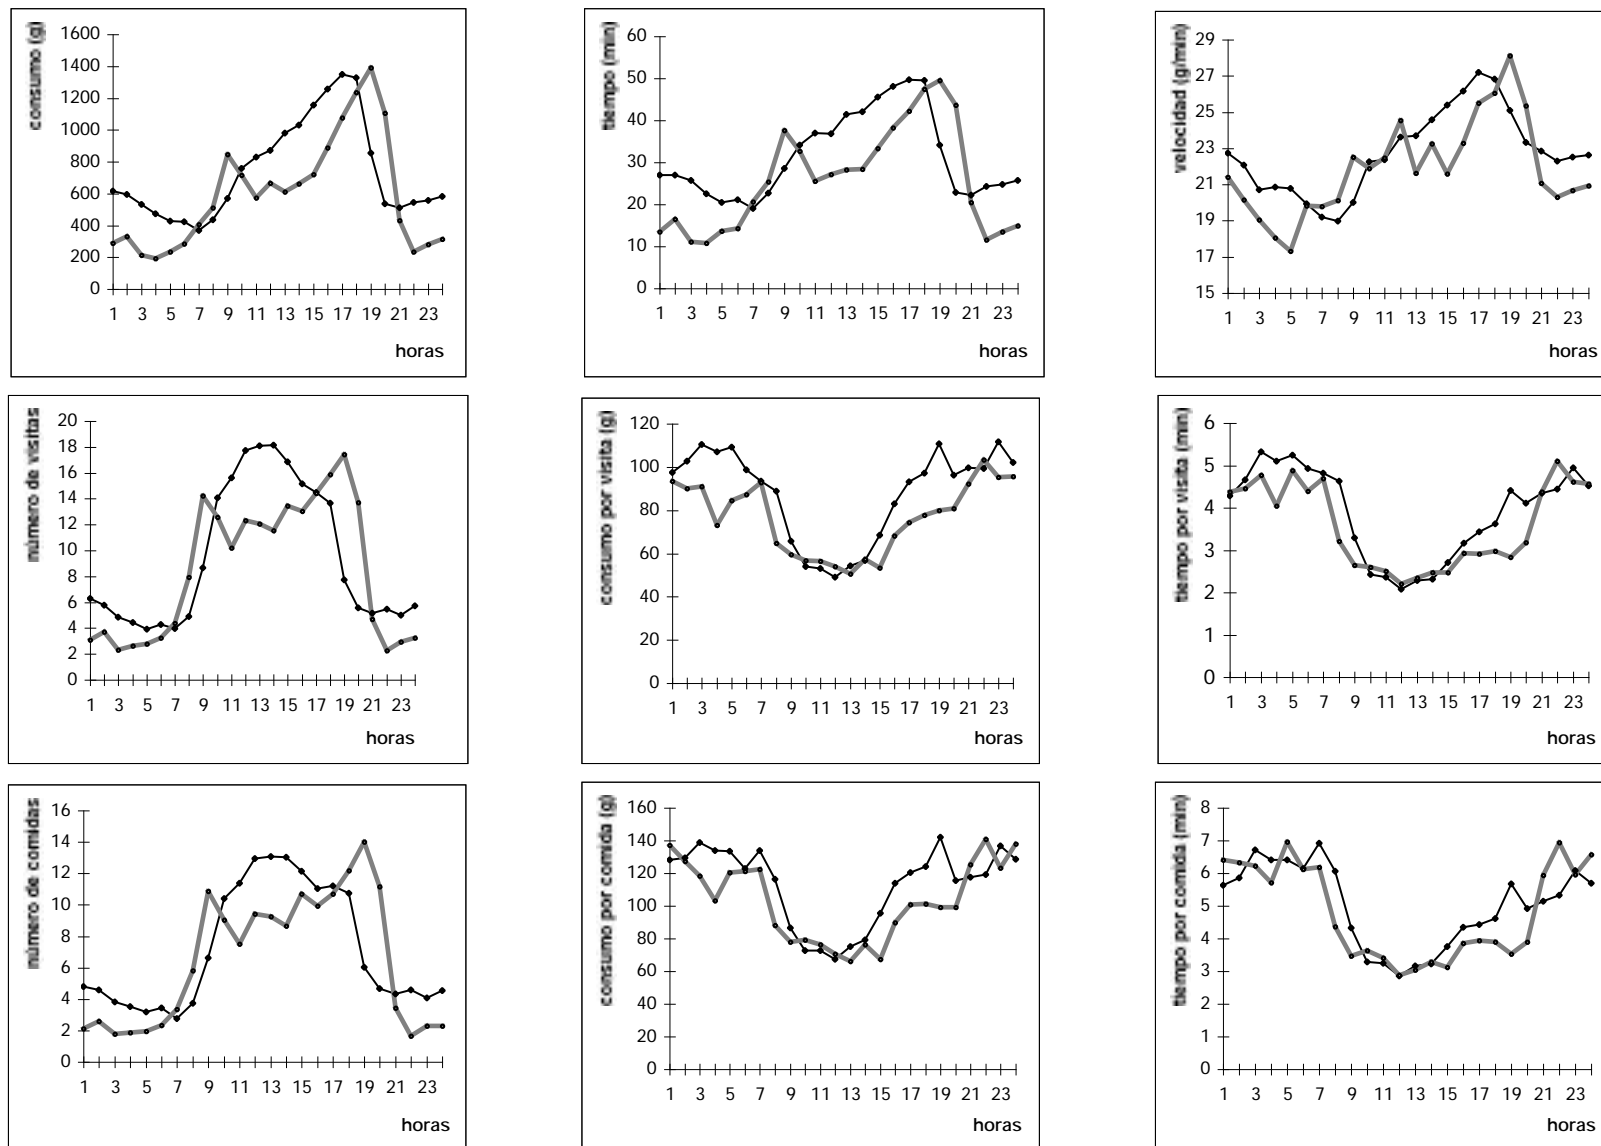 consumo (g)
1600
1400
1200
1000
800
600
400
200
0
1 3 5 7 9 11 13 15 17 19 21 23
horas
tiempo (min)
60
50
40
30
20
10
0
1 3 5 7 9 11 13 15 17 19 21 23
horas
velocidad (g/min)
29
27
25
23
21
19
17
15
1 3 5 7 9 11 13 15 17 19 21 23
horas
número de visitas
20
18
16
14
12
10
8
6
4
2
0
1 3 5 7 9 11 13 15 17 19 21 23
horas
consumo por visita (g)
120
100
80
60
40
20
0
1 3 5 7 9 11 13 15 17 19 21 23
horas
tiempo por visita (min)
6
5
4
3
2
1
0
1 3 5 7 9 11 13 15 17 19 21 23
horas
número de comidas
16
14
12
10
8
6
4
2
0
1 3 5 7 9 11 13 15 17 19 21 23
horas
consumo por comida (g)
160
140
120
100
80
60
40
20
0
1 3 5 7 9 11 13 15 17 19 21 23
horas
tiempo por comida (min)
8
7
6
5
4
3
2
1
0
1 3 5 7 9 11 13 15 17 19 21 23
horas